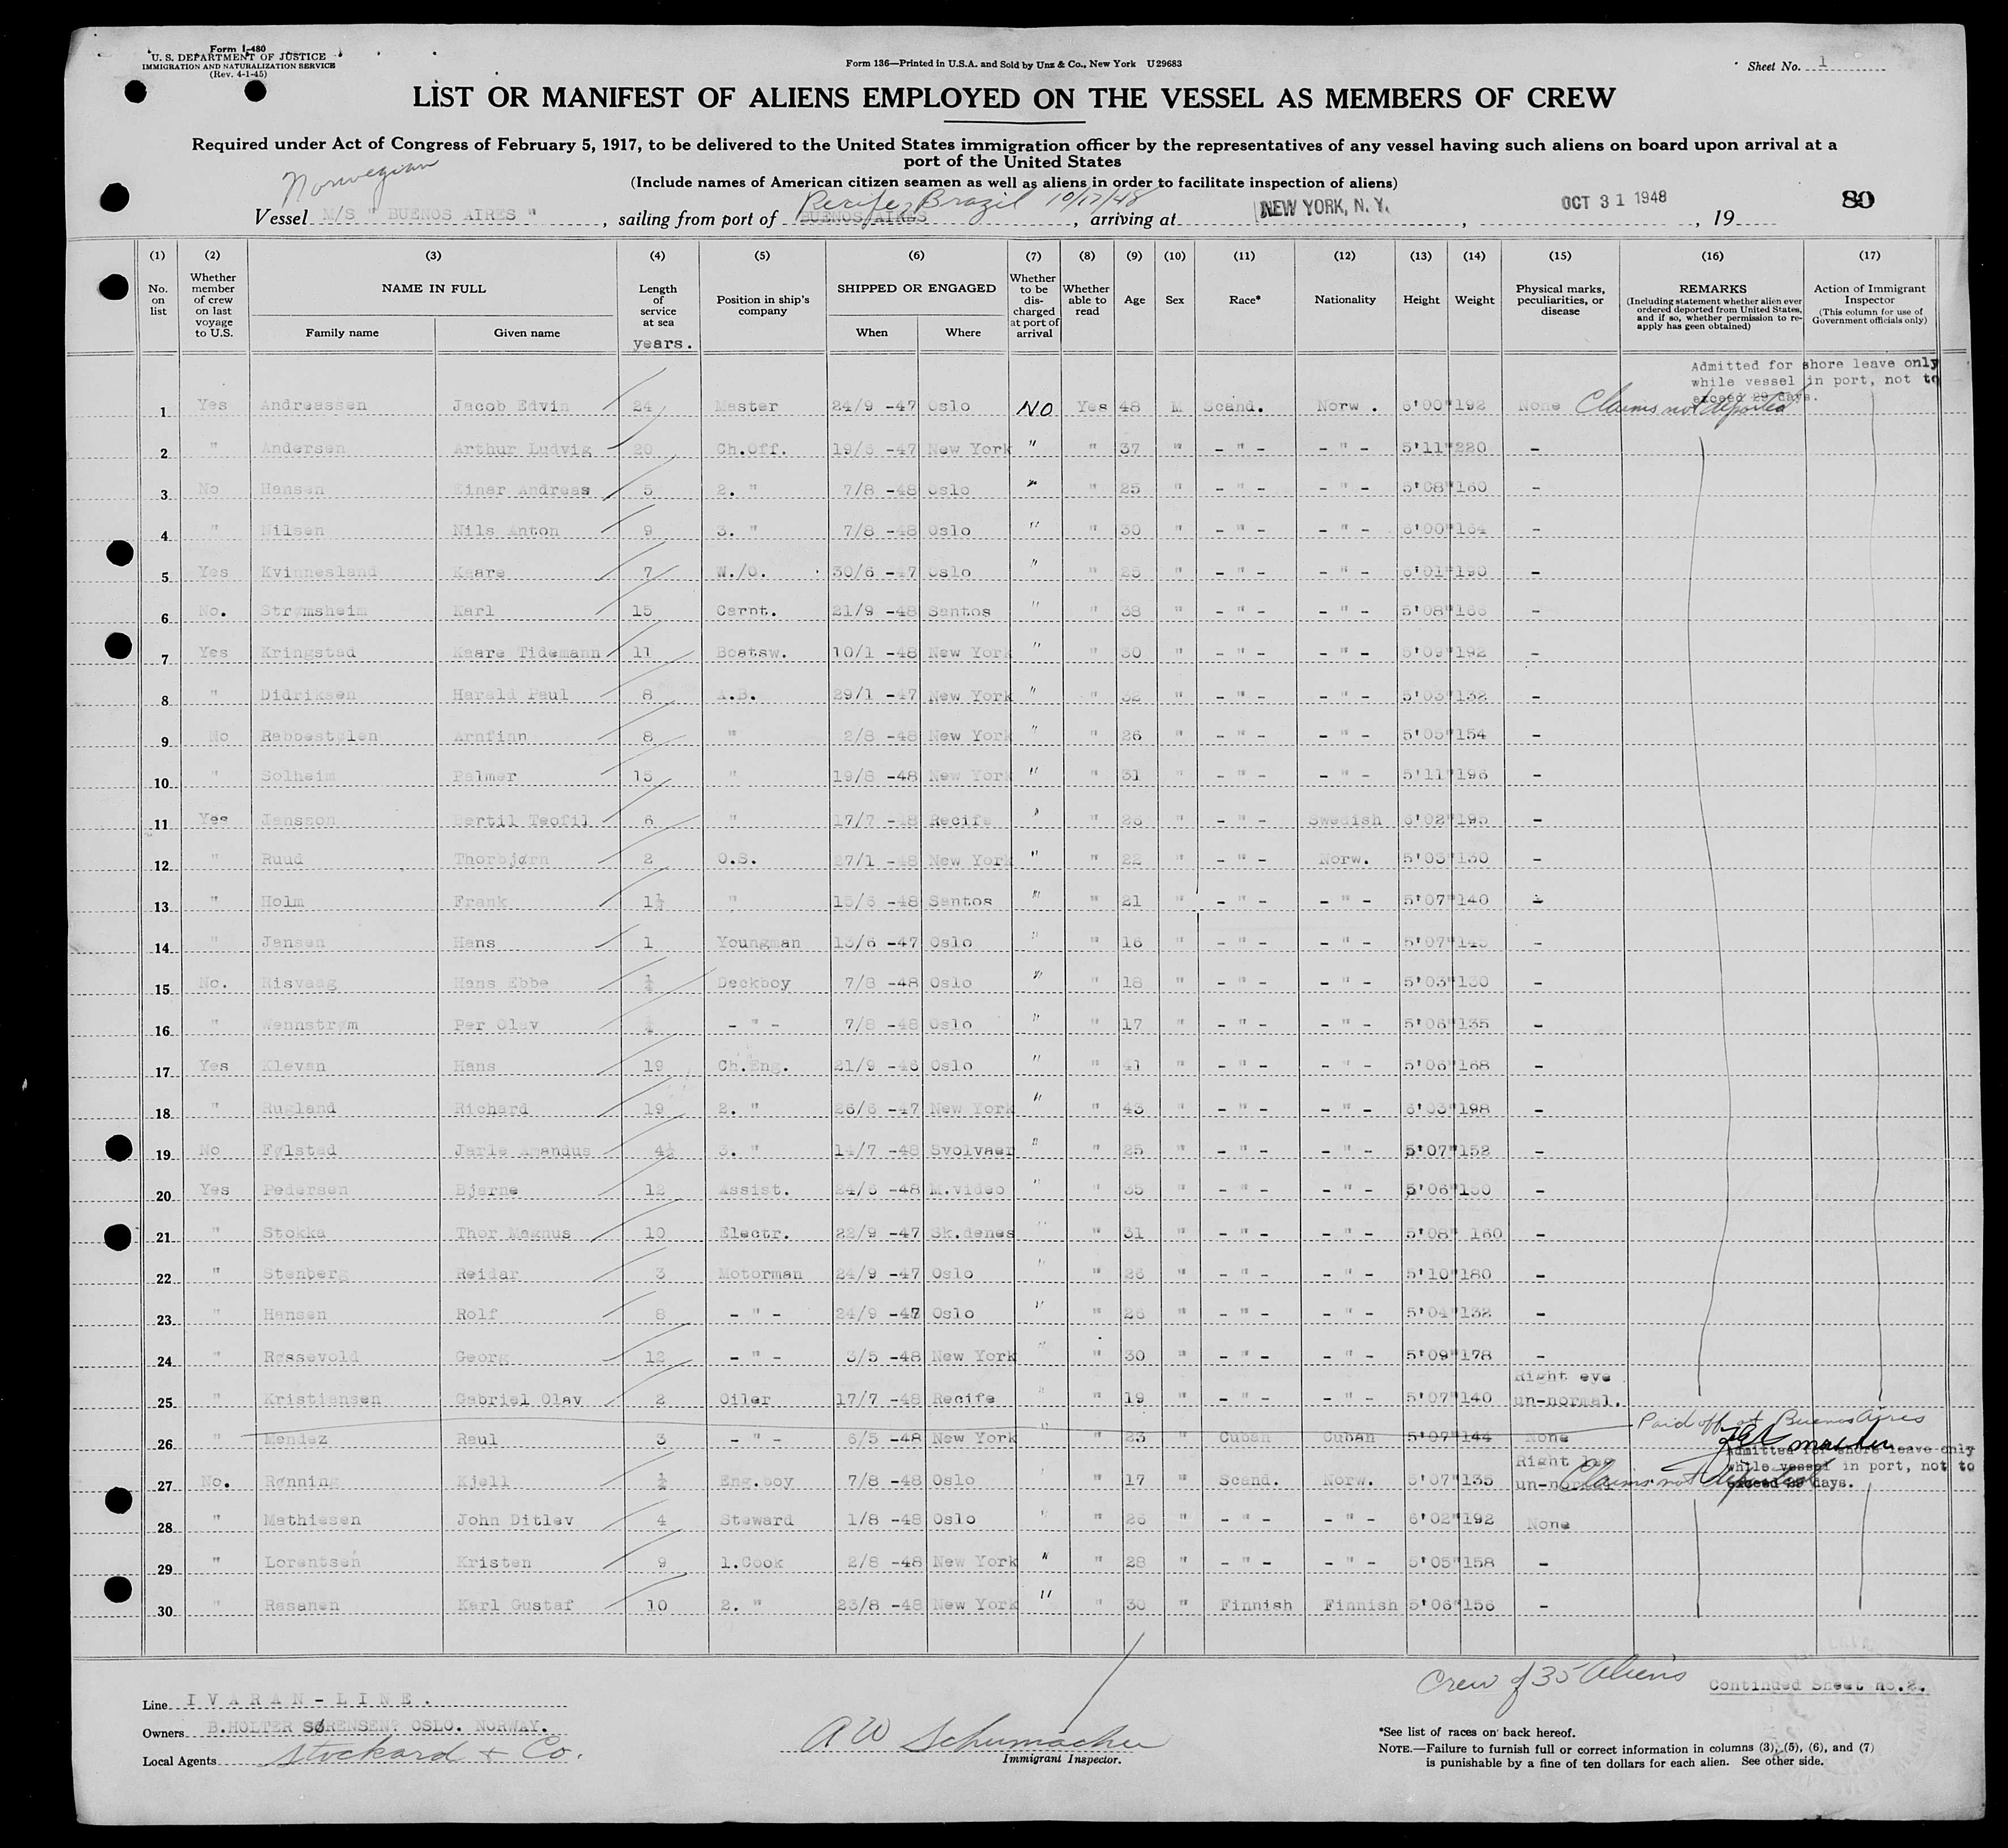 Form I-480
U. S. DEPARTMENT OF JUSTICE
IMMIGRATION AND NATURALIZATION SERVICE
(Rev. 4-1-45)
Form 136—Printed in U.S.A. and Sold by Unz & Co., New York U29683
Sheet No. 1
LIST OR MANIFEST OF ALIENS EMPLOYED ON THE VESSEL AS MEMBERS OF CREW
Required under Act of Congress of February 5, 1917, to be delivered to the United States immigration officer by the representatives of any vessel having such aliens on board upon arrival at a
port of the United States
(Include names of American citizen seamen as well as aliens in order to facilitate inspection of aliens)
Norwegian
Recife, Brazil 10/17/48
Vessel M/S " BUENOS AIRES ", sailing from port of BUENOS AIRES, arriving at NEW YORK, N. Y., OCT 31 1948, 19
80
(1) (2) (3) (4) (5) (6) (7) (8) (9) (10) (11) (12) (13) (14) (15) (16) (17)
No. on list
Whether member of crew on last voyage to U.S.
NAME IN FULL
Family name Given name
Length of service at sea
years.
Position in ship's company
SHIPPED OR ENGAGED
When Where
Whether to be discharged at port of arrival
Whether able to read
Age
Sex
Race*
Nationality
Height
Weight
Physical marks, peculiarities, or disease
REMARKS
(Including statement whether alien ever ordered deported from United States, and if so, whether permission to reapply has geen obtained)
Action of Immigrant Inspector
(This column for use of Government officials only)
Admitted for shore leave only
while vessel in port, not to
exceed 29 days.
1 Yes Andreassen Jacob Edvin 24 Master 24/9 -47 Oslo NO Yes 48 M Scand. Norw. 6'00" 192 None Claims not deported
2 " Andersen Arthur Ludvig 20 Ch.Off. 19/6 -47 New York " " 37 " - " - - " - 5'11" 220 -
3 No Hansen Einar Andreas 5 2. " 7/8 -48 Oslo " " 25 " - " - - " - 5'08" 160 -
4 " Nilsen Nils Anton 9 3. " 7/8 -48 Oslo " " 30 " - " - - " - 6'00" 164 -
5 Yes Kvinnesland Kaare 7 W./O. 30/6 -47 Oslo " " 25 " - " - - " - 6'01" 190 -
6 No. Strømsheim Karl 15 Carnt. 21/9 -48 Santos " " 38 " - " - - " - 5'08" 166 -
7 Yes Kringstad Kaare Tidemann 11 Boatsw. 10/1 -48 New York " " 30 " - " - - " - 5'09" 192 -
8 " Didriksen Harald Paul 8 A.B. 29/1 -47 New York " " 32 " - " - - " - 5'03" 132 -
9 No Rabbestølen Arnfinn 8 " 2/8 -48 New York " " 26 " - " - - " - 5'05" 154 -
10 " Solheim Palmer 15 " 19/8 -48 New York " " 31 " - " - - " - 5'11" 196 -
11 Yes Jansson Bertil Teofil 6 " 17/7 -48 Recife " " 26 " - " - Swedish 6'02" 195 -
12 " Ruud Thorbjørn 2 O.S. 27/1 -48 New York " " 22 " - " - Norw. 5'03" 130 -
13 " Holm Frank 1½ " 15/6 -48 Santos " " 21 " - " - - " - 5'07" 140 -
14 " Jansen Hans 1 Youngman 13/6 -47 Oslo " " 16 " - " - - " - 5'07" -
15 No. Risvaag Hans Ebbe Deckboy 7/8 -48 Oslo " " 18 " - " - - " - 5'03" 130 -
16 " Wennstrøm Per Olav - " - 7/8 -48 Oslo " " 17 " - " - - " - 5'06" 135 -
17 Yes Klevan Hans 19 Ch.Eng. 21/9 -46 Oslo " " 41 " - " - - " - 5'06" 168 -
18 " Rugland Richard 19 2. " 26/6 -47 New York " " 43 " - " - - " - 6'03" 198 -
19 No Følstad Jarle Amandus 4½ 3. " 14/7 -48 Svolvaer " " 25 " - " - - " - 5'07" 152 -
20 Yes Pedersen Bjarne 12 Assist. 24/6 -48 M.video " " 35 " - " - - " - 5'06" 150 -
21 " Stokka Thor Magnus 10 Electr. 22/9 -47 Sk.denes " " 31 " - " - - " - 5'08" 160 -
22 " Stenberg Reidar 3 Motorman 24/9 -47 Oslo " " 26 " - " - - " - 5'10" 180 -
23 " Hansen Rolf 8 - " - 24/9 -47 Oslo " " 26 " - " - - " - 5'04" 132 -
24 " Røssevold Georg 12 - " - 3/5 -48 New York " " 30 " - " - - " - 5'09" 178 -
25 " Kristiansen Gabriel Olav 2 Oiler 17/7 -48 Recife " " 19 " - " - - " - 5'07" 140 Right eye un-normal.
26 " Mendez Raul 3 - " - 6/5 -48 New York " " 23 " Cuban Cuban 5'07" 144 None Paid off at Buenos Aires
Admitted for shore leave only
while vessel in port, not to
exceed 29 days.
27 No. Rønning Kjell ½ Eng.boy 7/8 -48 Oslo " 17 " Scand. Norw. 5'07" 135 Right leg un-normal Claims not deported
28 " Mathiesen John Ditlev 4 Steward 1/8 -48 Oslo " " 26 " - " - - " - 6'02" 192 None
29 " Lorentsen Kristen 9 1.Cook 2/8 -48 New York " " 28 " - " - - " - 5'05" 158 -
30 " Rasanen Karl Gustaf 10 2. " 23/8 -48 New York " " 30 " Finnish Finnish 5'06" 156 -
Crew of 35 Aliens
Continued Sheet no.2.
Line IVARAN-LINE.
Owners B.HOLTER SØRENSEN. OSLO. NORWAY.
Local Agents Stockard & Co.
A W Schumacher
Immigrant Inspector.
*See list of races on back hereof.
NOTE.—Failure to furnish full or correct information in columns (3), (5), (6), and (7)
is punishable by a fine of ten dollars for each alien. See other side.